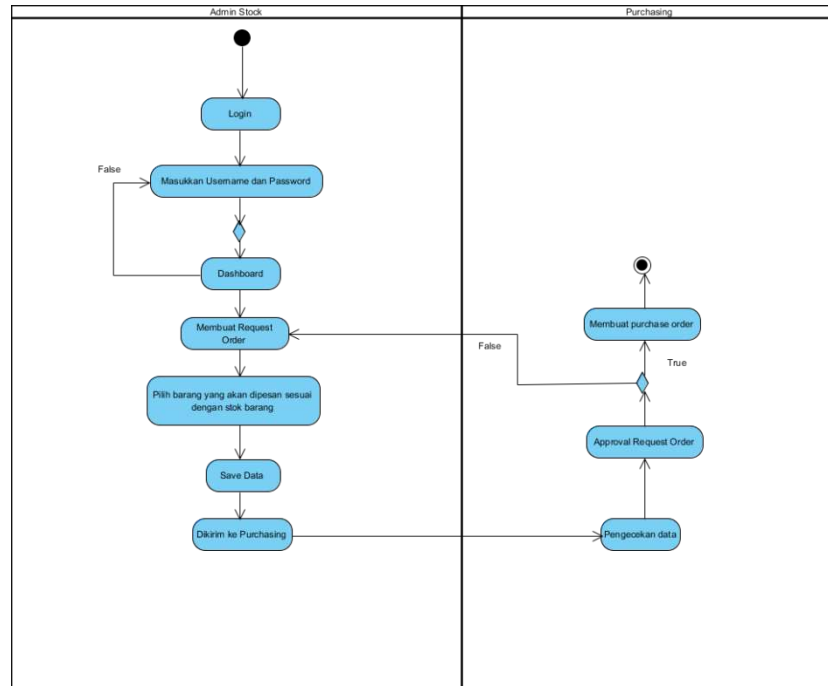 Admin Stock
Purchasing
Login
False
Masukkan Username dan Password
Dashboard
Membuat Request
Order
Pilih barang yang akan dipesan sesuai
dengan stok barang
Save Data
Dikirim ke Purchasing
Membuat purchase order
False
True
Approval Request Order
Pengecekan data